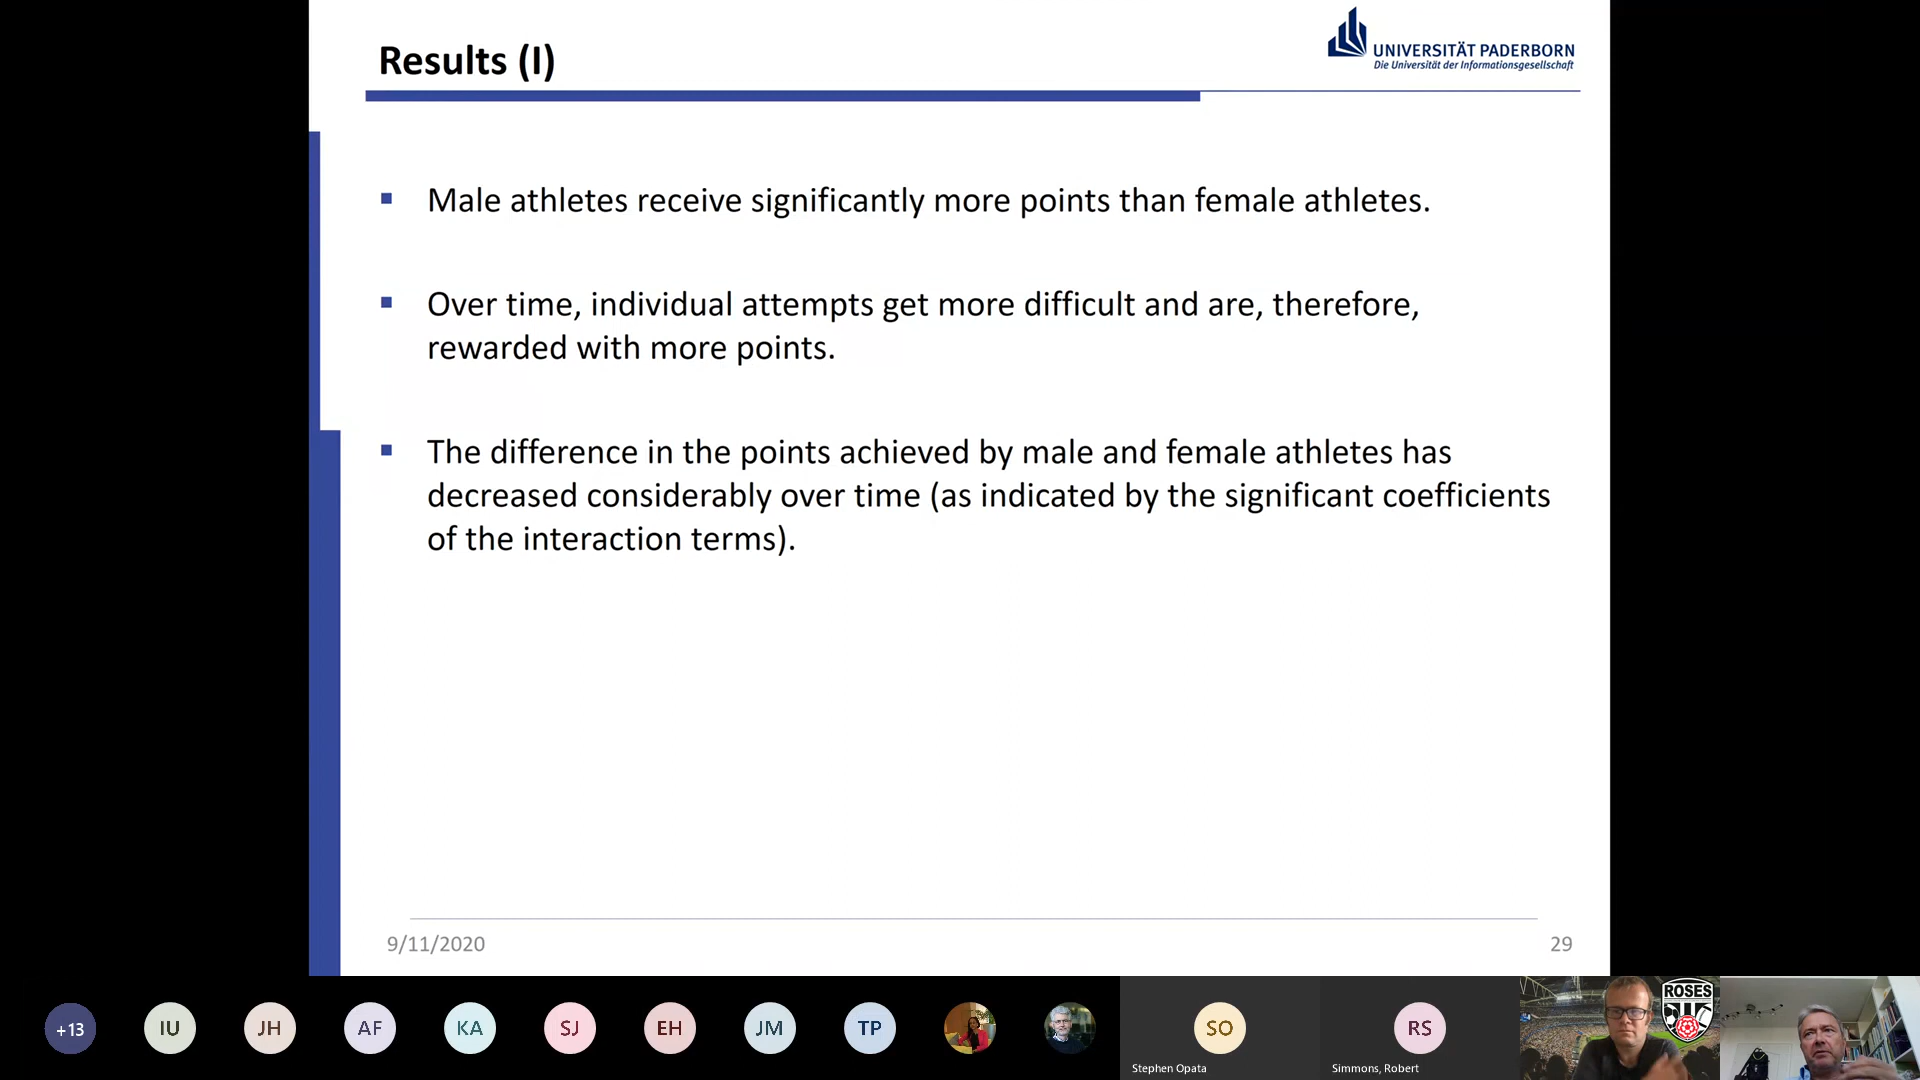 Results (I)
UNIVERSITÄT PADERBORN
Die Universität der Informationsgesellschaft
Male athletes receive significantly more points than female athletes.
Over time, individual attempts get more difficult and are, therefore,
rewarded with more points.
The difference in the points achieved by male and female athletes has
decreased considerably over time (as indicated by the significant coefficients
of the interaction terms).
9/11/2020
29
+13
IU
JH
AF
KA
SJ
EH
JM
TP
SO
Stephen Opata
RS
Simmons, Robert
ROSES